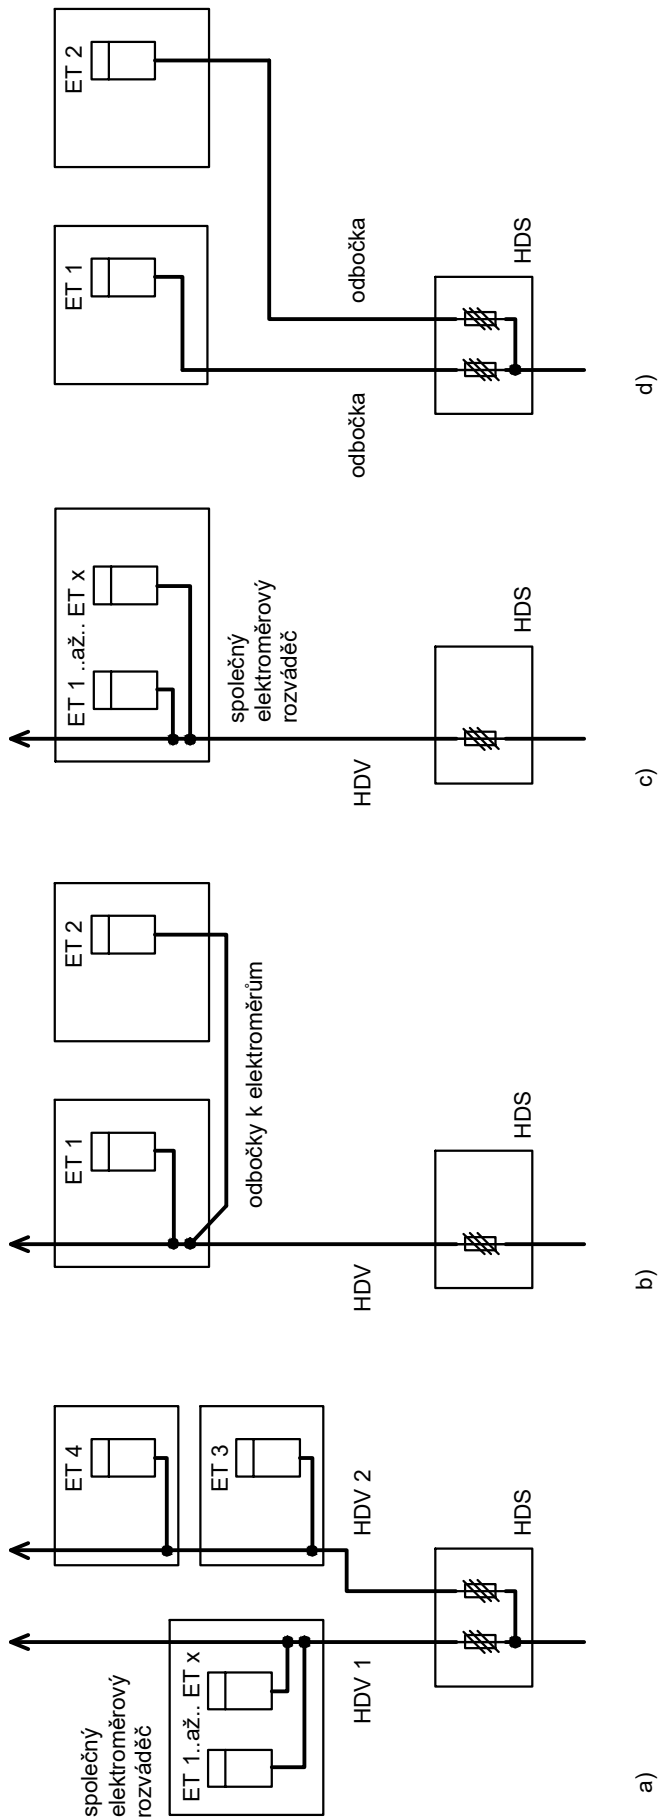 společný
elektroměrový
rozváděč
ET 1..až.. ET x
ET 4
ET 3
HDV 1
HDV 2
HDS
a)
ET 1
ET 2
odbočky k elektroměrům
HDV
HDS
b)
ET 1 ..až.. ET x
společný
elektroměrový
rozváděč
HDV
HDS
c)
ET 1
ET 2
odbočka
odbočka
HDS
d)